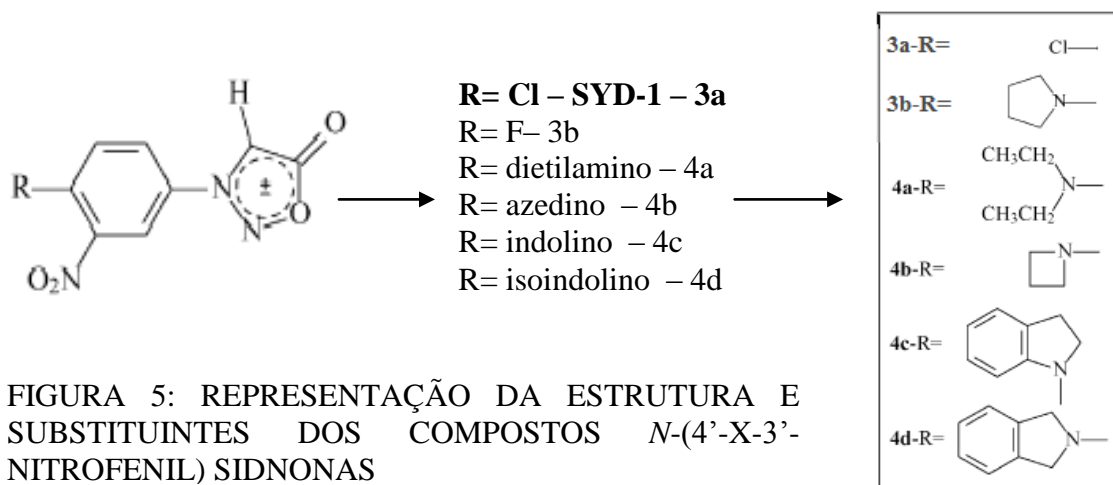 H
O
R
N
±
O
N
O₂N
R= Cl – SYD-1 – 3a
R= F– 3b
R= dietilamino – 4a
R= azedino – 4b
R= indolino – 4c
R= isoindolino – 4d
3a-R= Cl
3b-R= N
CH₃CH₂
4a-R= N
CH₃CH₂
4b-R= N
4c-R= N
4d-R= N
FIGURA 5: REPRESENTAÇÃO DA ESTRUTURA E
SUBSTITUINTES DOS COMPOSTOS N-(4’-X-3’-
NITROFENIL) SIDNONAS